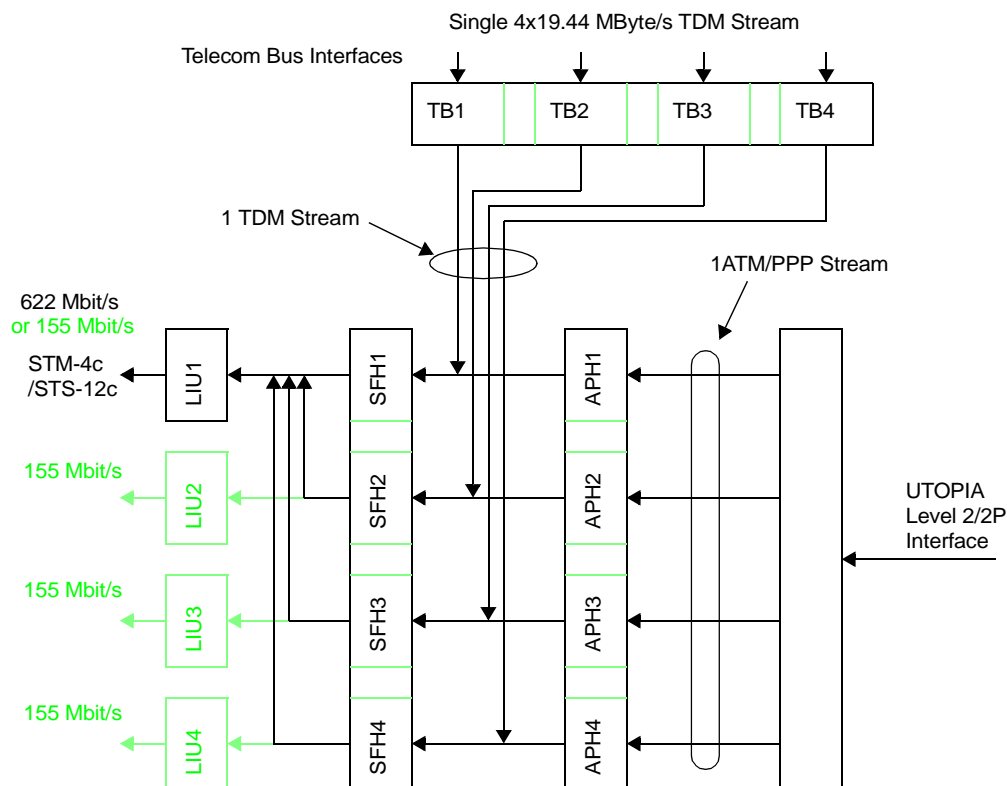 Single 4x19.44 MByte/s TDM Stream
Telecom Bus Interfaces
TB1
TB2
TB3
TB4
1 TDM Stream
1ATM/PPP Stream
622 Mbit/s
or 155 Mbit/s
STM-4c
/STS-12c
LIU1
SFH1
APH1
155 Mbit/s
LIU2
SFH2
APH2
UTOPIA
Level 2/2P
Interface
155 Mbit/s
LIU3
SFH3
APH3
155 Mbit/s
LIU4
SFH4
APH4